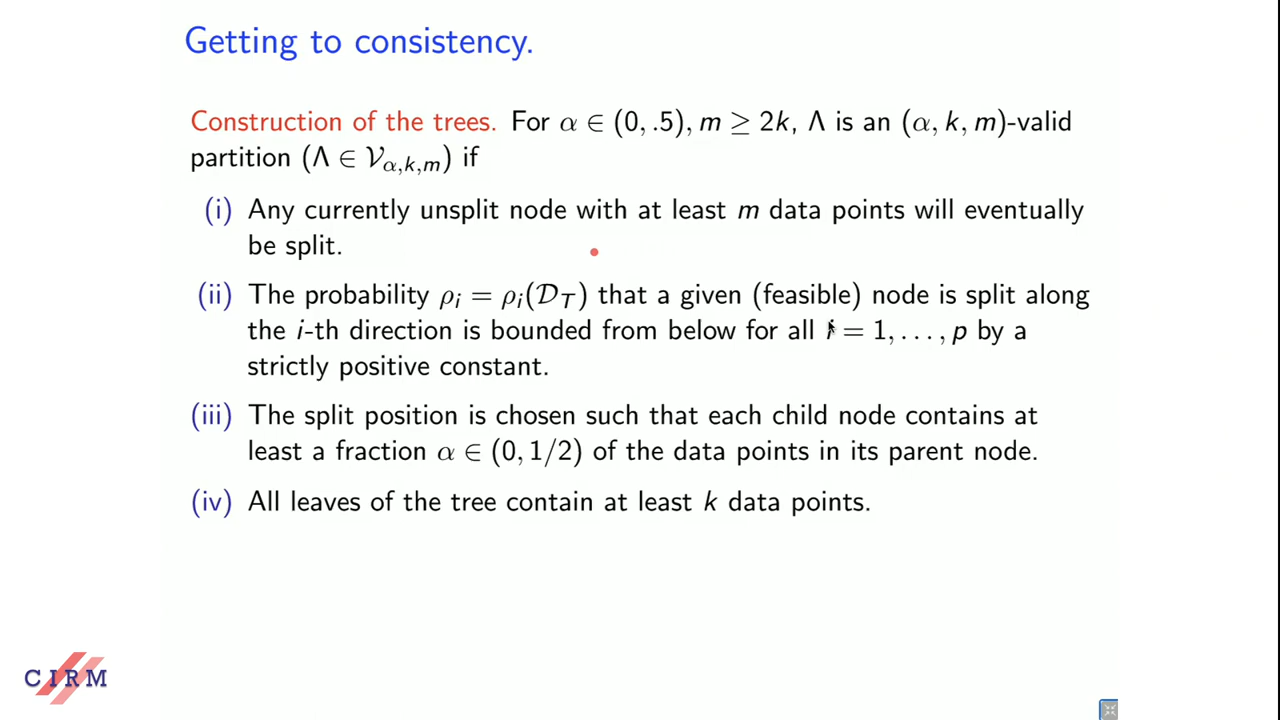 Getting to consistency.
Construction of the trees. For α ∈ (0, .5), m ≥ 2k, Λ is an (α, k, m)-valid
partition (Λ ∈ 𝒱α,k,m) if
(i) Any currently unsplit node with at least m data points will eventually
be split.
(ii) The probability ρi = ρi(𝒟T) that a given (feasible) node is split along
the i-th direction is bounded from below for all i = 1, . . . , p by a
strictly positive constant.
(iii) The split position is chosen such that each child node contains at
least a fraction α ∈ (0, 1/2) of the data points in its parent node.
(iv) All leaves of the tree contain at least k data points.
CIRM